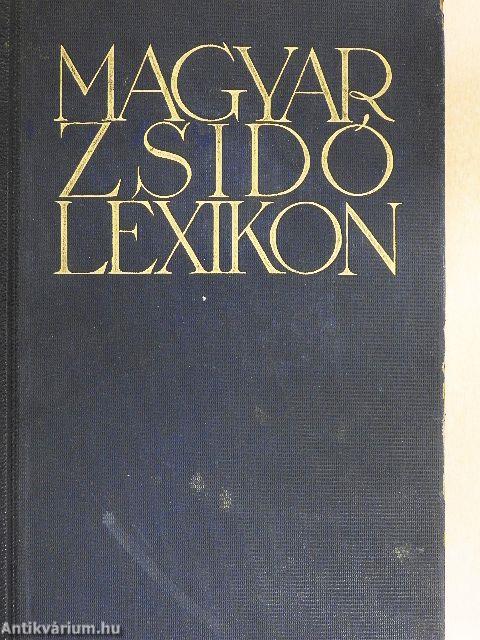 MAGYAR
ZSIDÓ
LEXIKON
Antikvárium.hu